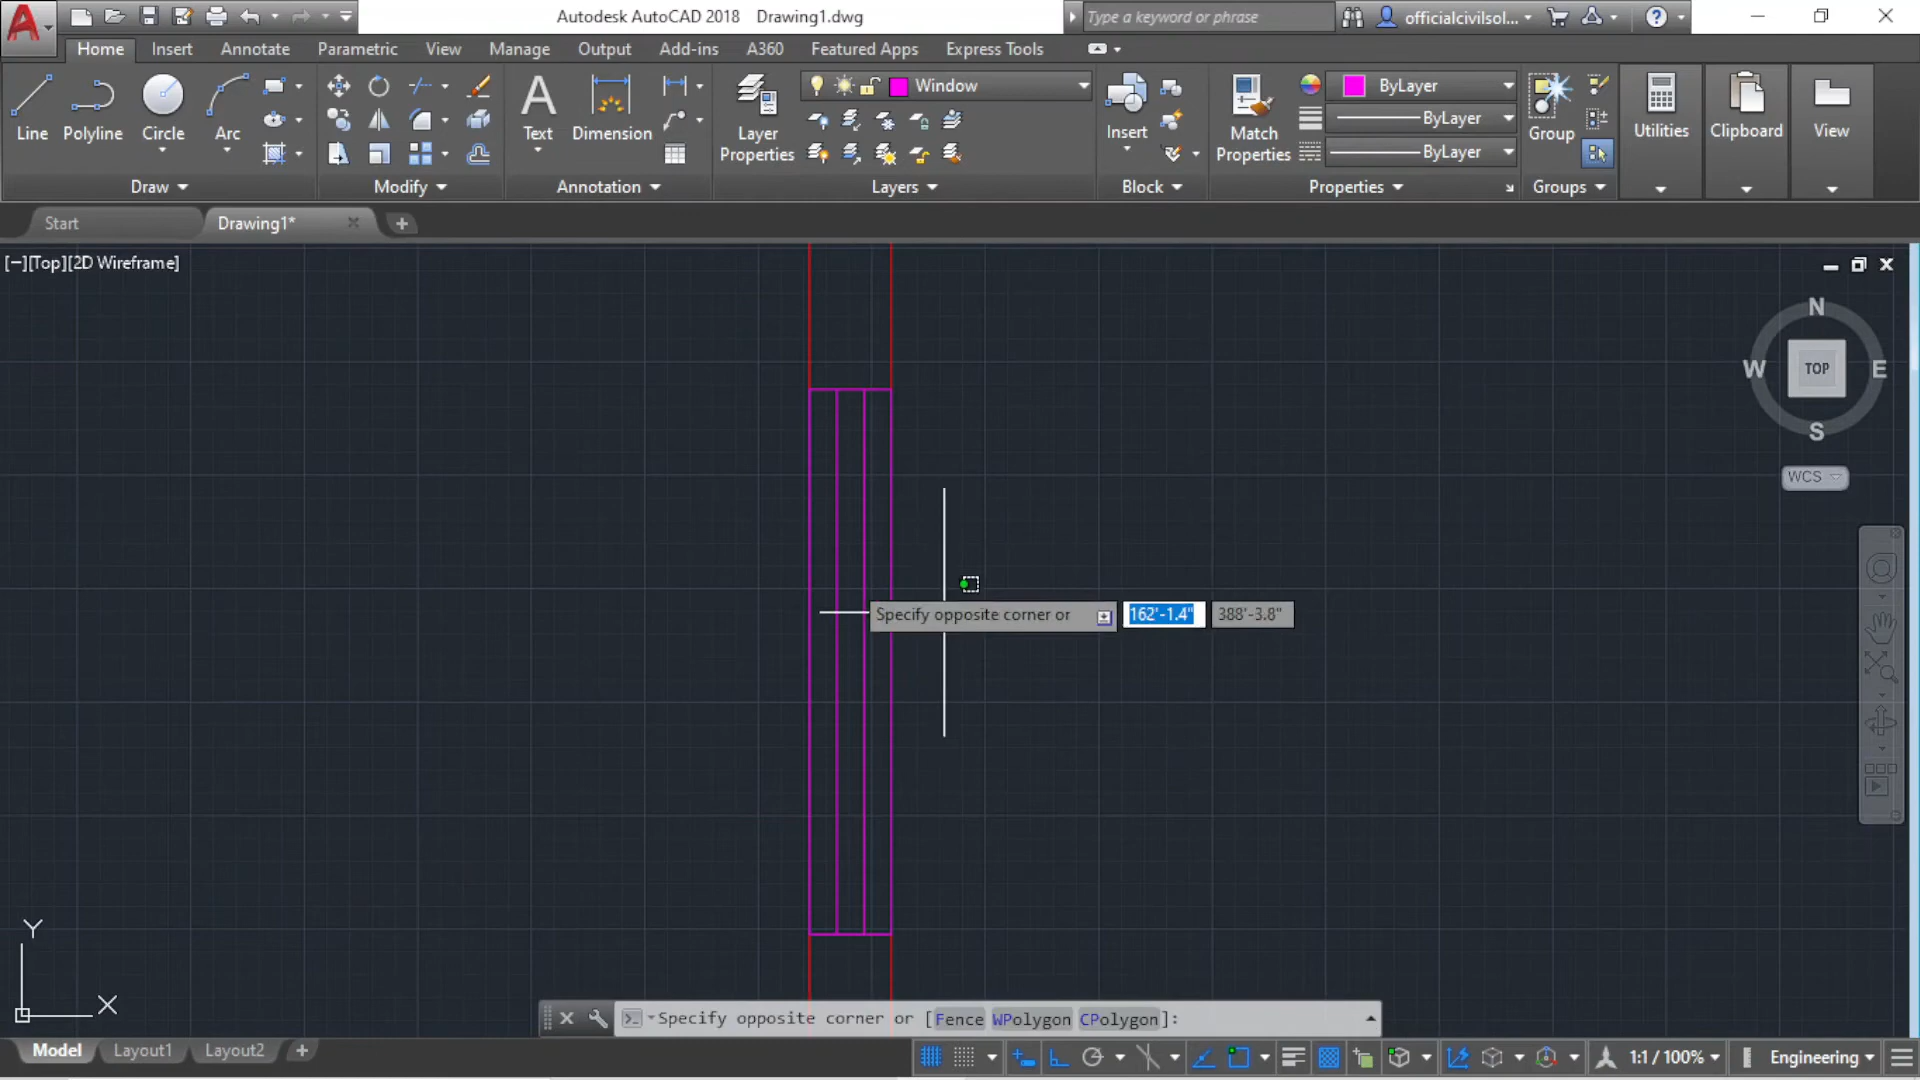 Autodesk AutoCAD 2018 Drawing1.dwg
Type a keyword or phrase
officialcivilsol...
Home Insert Annotate Parametric View Manage Output Add-ins A360 Featured Apps Express Tools
Window
ByLayer
ByLayer
ByLayer
Line Polyline Circle Arc
Text Dimension
Layer Properties
Insert
Match Properties
Group
Utilities
Clipboard
View
Draw Modify Annotation Layers Block Properties Groups
Start Drawing1*
[−][Top][2D Wireframe]
N
W TOP E
S
WCS
Specify opposite corner or 162'-1.4" 388'-3.8"
Y
X
Specify opposite corner or [Fence WPolygon CPolygon]:
Model Layout1 Layout2
1:1 / 100% Engineering